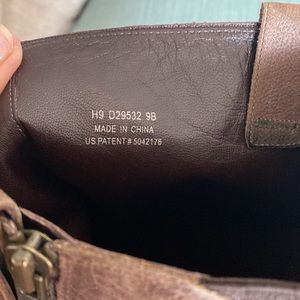 H9 D29532 9B
MADE IN CHINA
US PATENT # 5042176